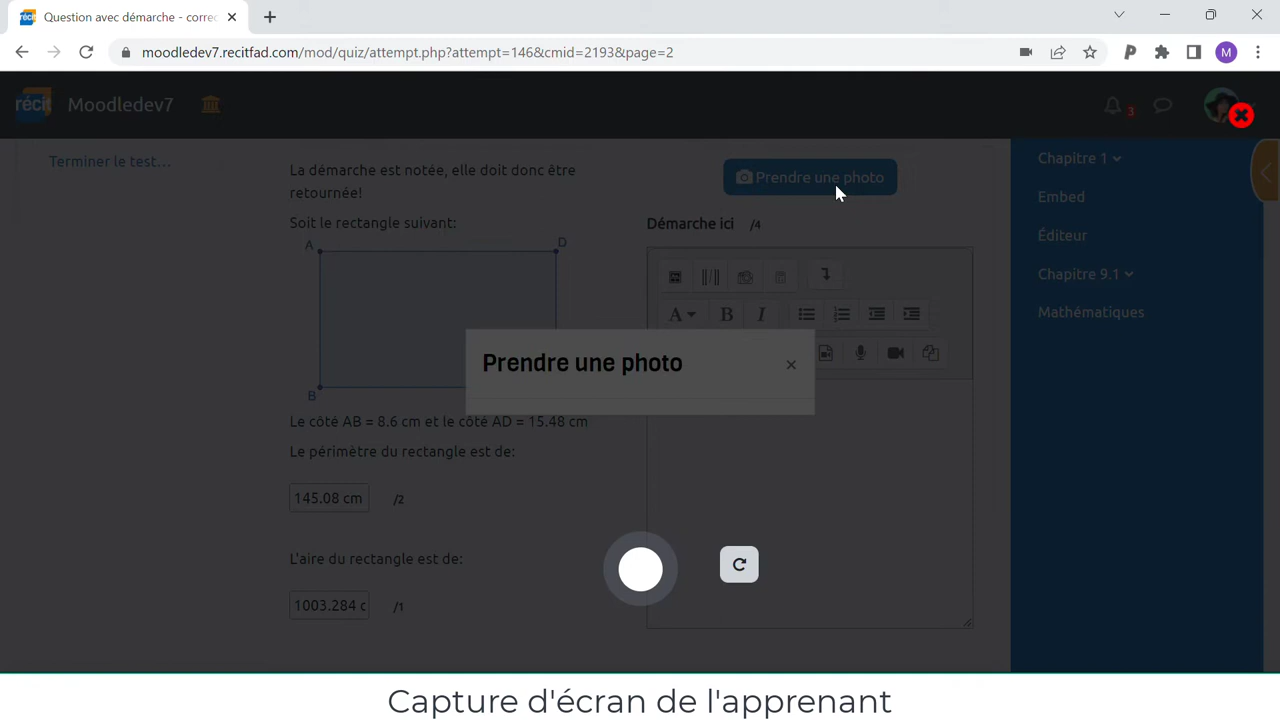 Question avec démarche - correc
moodledev7.recitfad.com/mod/quiz/attempt.php?attempt=146&cmid=2193&page=2
M
récit
Moodledev7
3
Terminer le test…
La démarche est notée, elle doit donc être
retournée!
Soit le rectangle suivant:
A
D
B
Le côté AB = 8.6 cm et le côté AD = 15.48 cm
Le périmètre du rectangle est de:
145.08 cm
/2
L'aire du rectangle est de:
1003.284 c
/1
Prendre une photo
Démarche ici /4
A
B
I
Prendre une photo
Chapitre 1
Embed
Éditeur
Chapitre 9.1
Mathématiques
Capture d'écran de l'apprenant